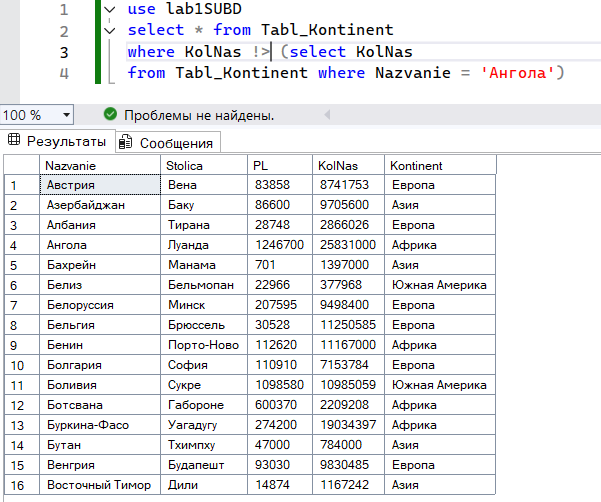 1 use lab1SUBD
2 select * from Tabl_Kontinent
3 where KolNas !> (select KolNas
4 from Tabl_Kontinent where Nazvanie = 'Ангола')
100 % Проблемы не найдены.
Результаты Сообщения
Nazvanie Stolica PL KolNas Kontinent
1 Австрия Вена 83858 8741753 Европа
2 Азербайджан Баку 86600 9705600 Азия
3 Албания Тирана 28748 2866026 Европа
4 Ангола Луанда 1246700 25831000 Африка
5 Бахрейн Манама 701 1397000 Азия
6 Белиз Бельмопан 22966 377968 Южная Америка
7 Белоруссия Минск 207595 9498400 Европа
8 Бельгия Брюссель 30528 11250585 Европа
9 Бенин Порто-Ново 112620 11167000 Африка
10 Болгария София 110910 7153784 Европа
11 Боливия Сукре 1098580 10985059 Южная Америка
12 Ботсвана Габороне 600370 2209208 Африка
13 Буркина-Фасо Уагадугу 274200 19034397 Африка
14 Бутан Тхимпху 47000 784000 Азия
15 Венгрия Будапешт 93030 9830485 Европа
16 Восточный Тимор Дили 14874 1167242 Азия